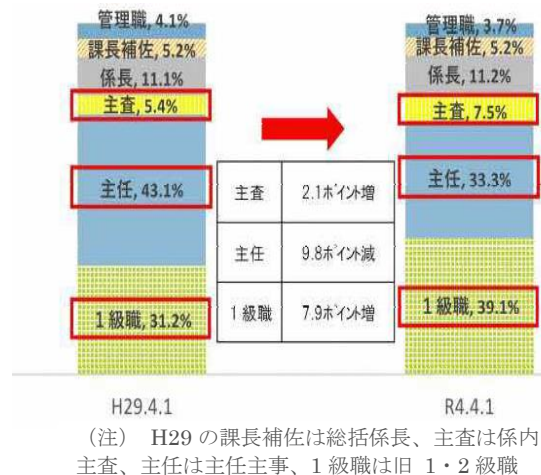 管理職, 4.1%
課長補佐, 5.2%
係長, 11.1%
主査, 5.4%
主任, 43.1%
1級職, 31.2%
主査 2.1ポイント増
主任 9.8ポイント減
1級職 7.9ポイント増
管理職, 3.7%
課長補佐, 5.2%
係長, 11.2%
主査, 7.5%
主任, 33.3%
1級職, 39.1%
H29.4.1
R4.4.1
(注) H29 の課長補佐は総括係長、主査は係内
主査、主任は主任主事、1級職は旧 1・2級職